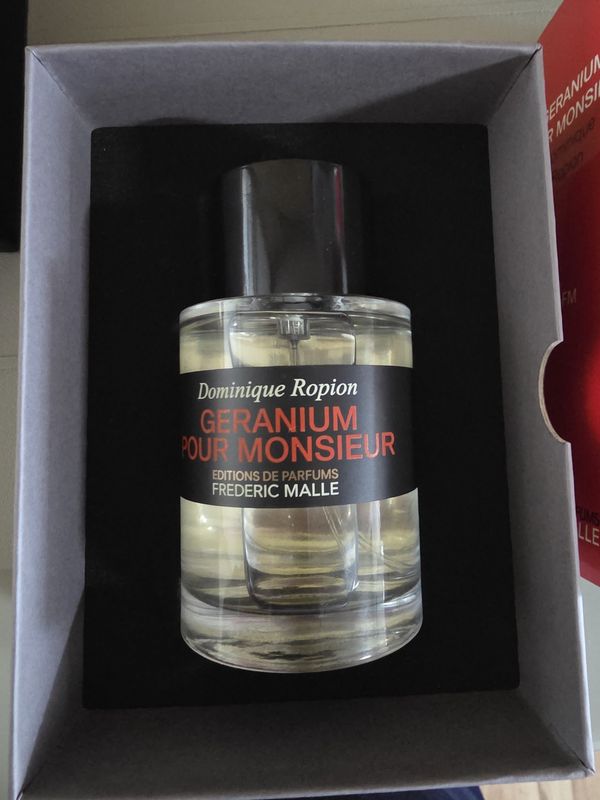 Dominique Ropion
GERANIUM
POUR MONSIEUR
EDITIONS DE PARFUMS
FREDERIC MALLE